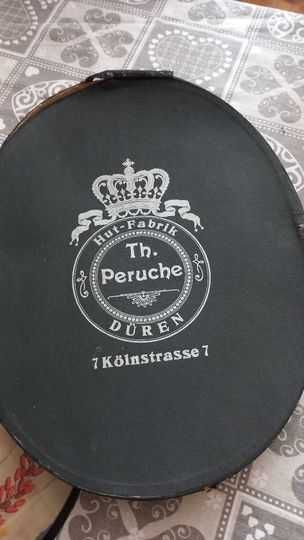 Hut-Fabrik
Th.
Peruche
DÜREN
7 Kölnstrasse 7